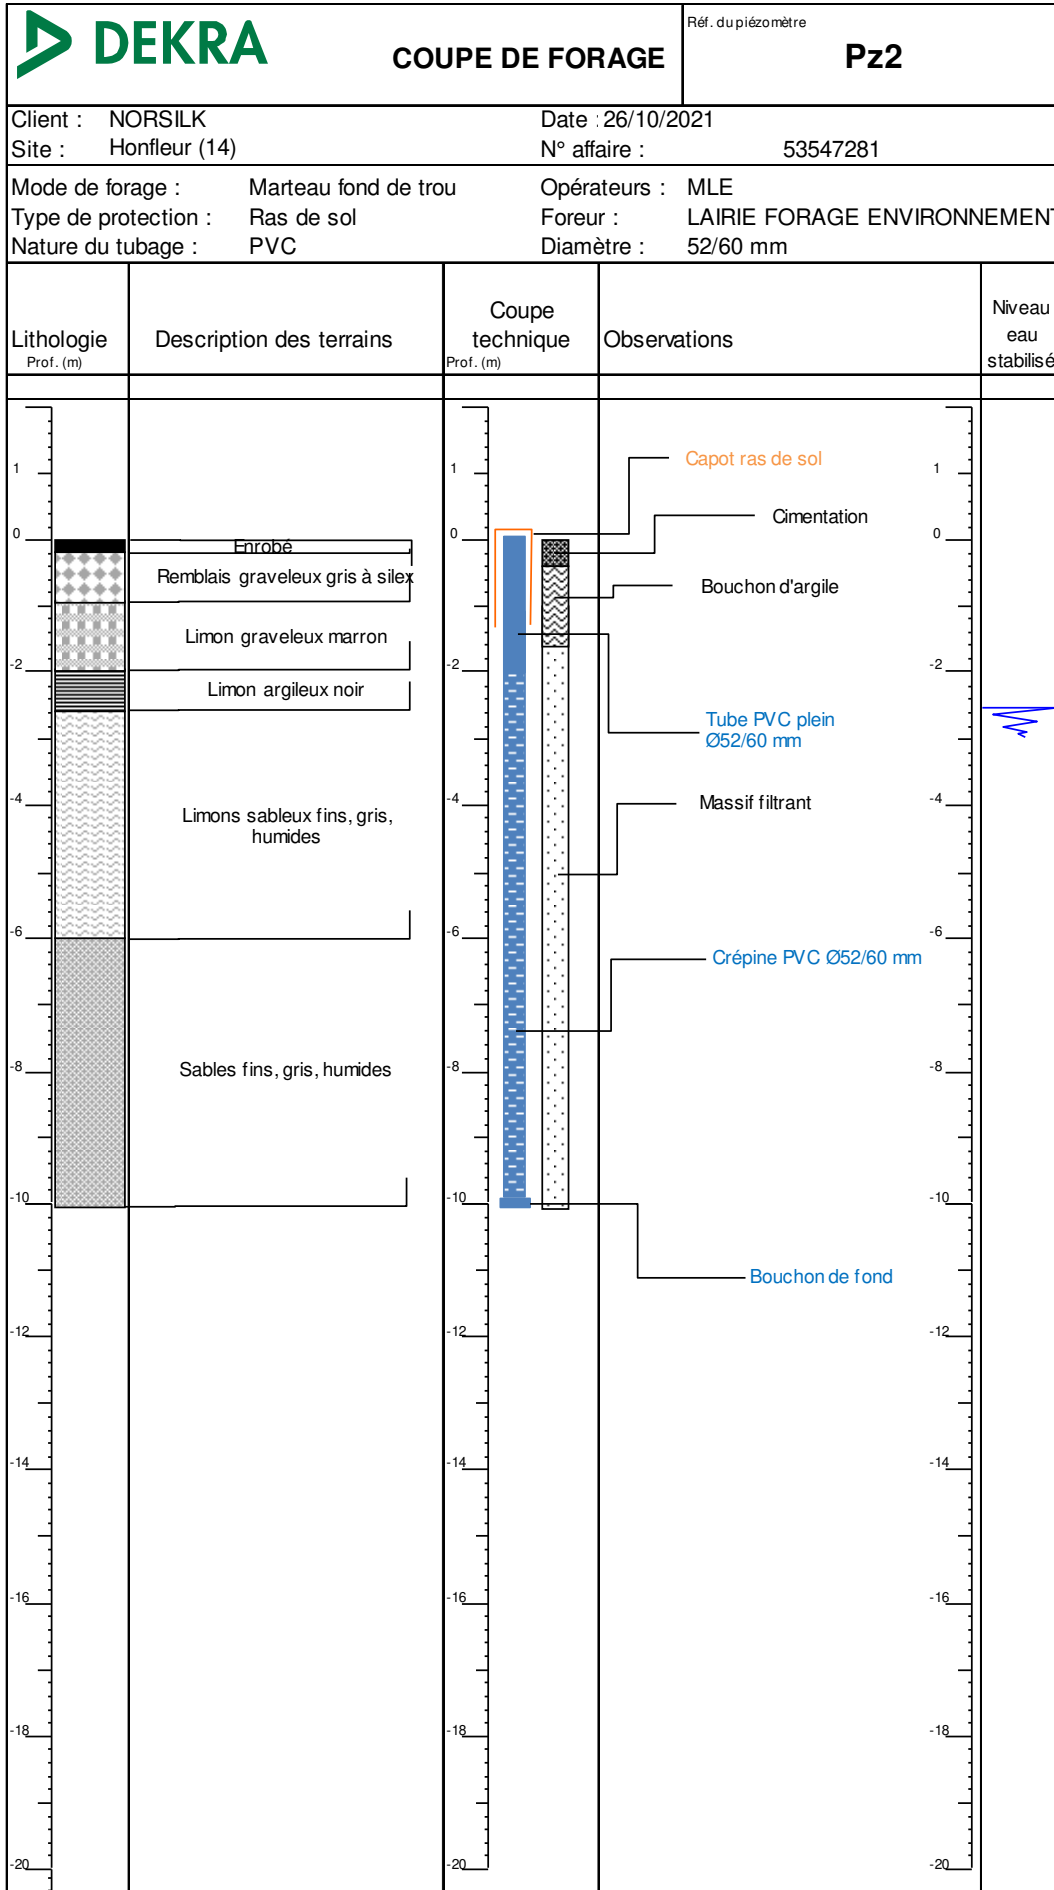 DEKRA
COUPE DE FORAGE
Réf. du piézomètre
Pz2
Client : NORSILK
Date : 26/10/2021
Site : Honfleur (14)
N° affaire : 53547281
Mode de forage : Marteau fond de trou
Opérateurs : MLE
Type de protection : Ras de sol
Foreur : LAIRIE FORAGE ENVIRONNEMENT
Nature du tubage : PVC
Diamètre : 52/60 mm
Lithologie
Prof. (m)
Description des terrains
Coupe
technique
Prof. (m)
Observations
Niveau
eau
stabilisé
1
0
-2
-4
-6
-8
-10
-12
-14
-16
-18
-20
Enrobé
Remblais graveleux gris à silex
Limon graveleux marron
Limon argileux noir
Limons sableux fins, gris,
humides
Sables fins, gris, humides
1
0
-2
-4
-6
-8
-10
-12
-14
-16
-18
-20
Capot ras de sol
Cimentation
Bouchon d'argile
Tube PVC plein
Ø52/60 mm
Massif filtrant
Crépine PVC Ø52/60 mm
Bouchon de fond
1
0
-2
-4
-6
-8
-10
-12
-14
-16
-18
-20